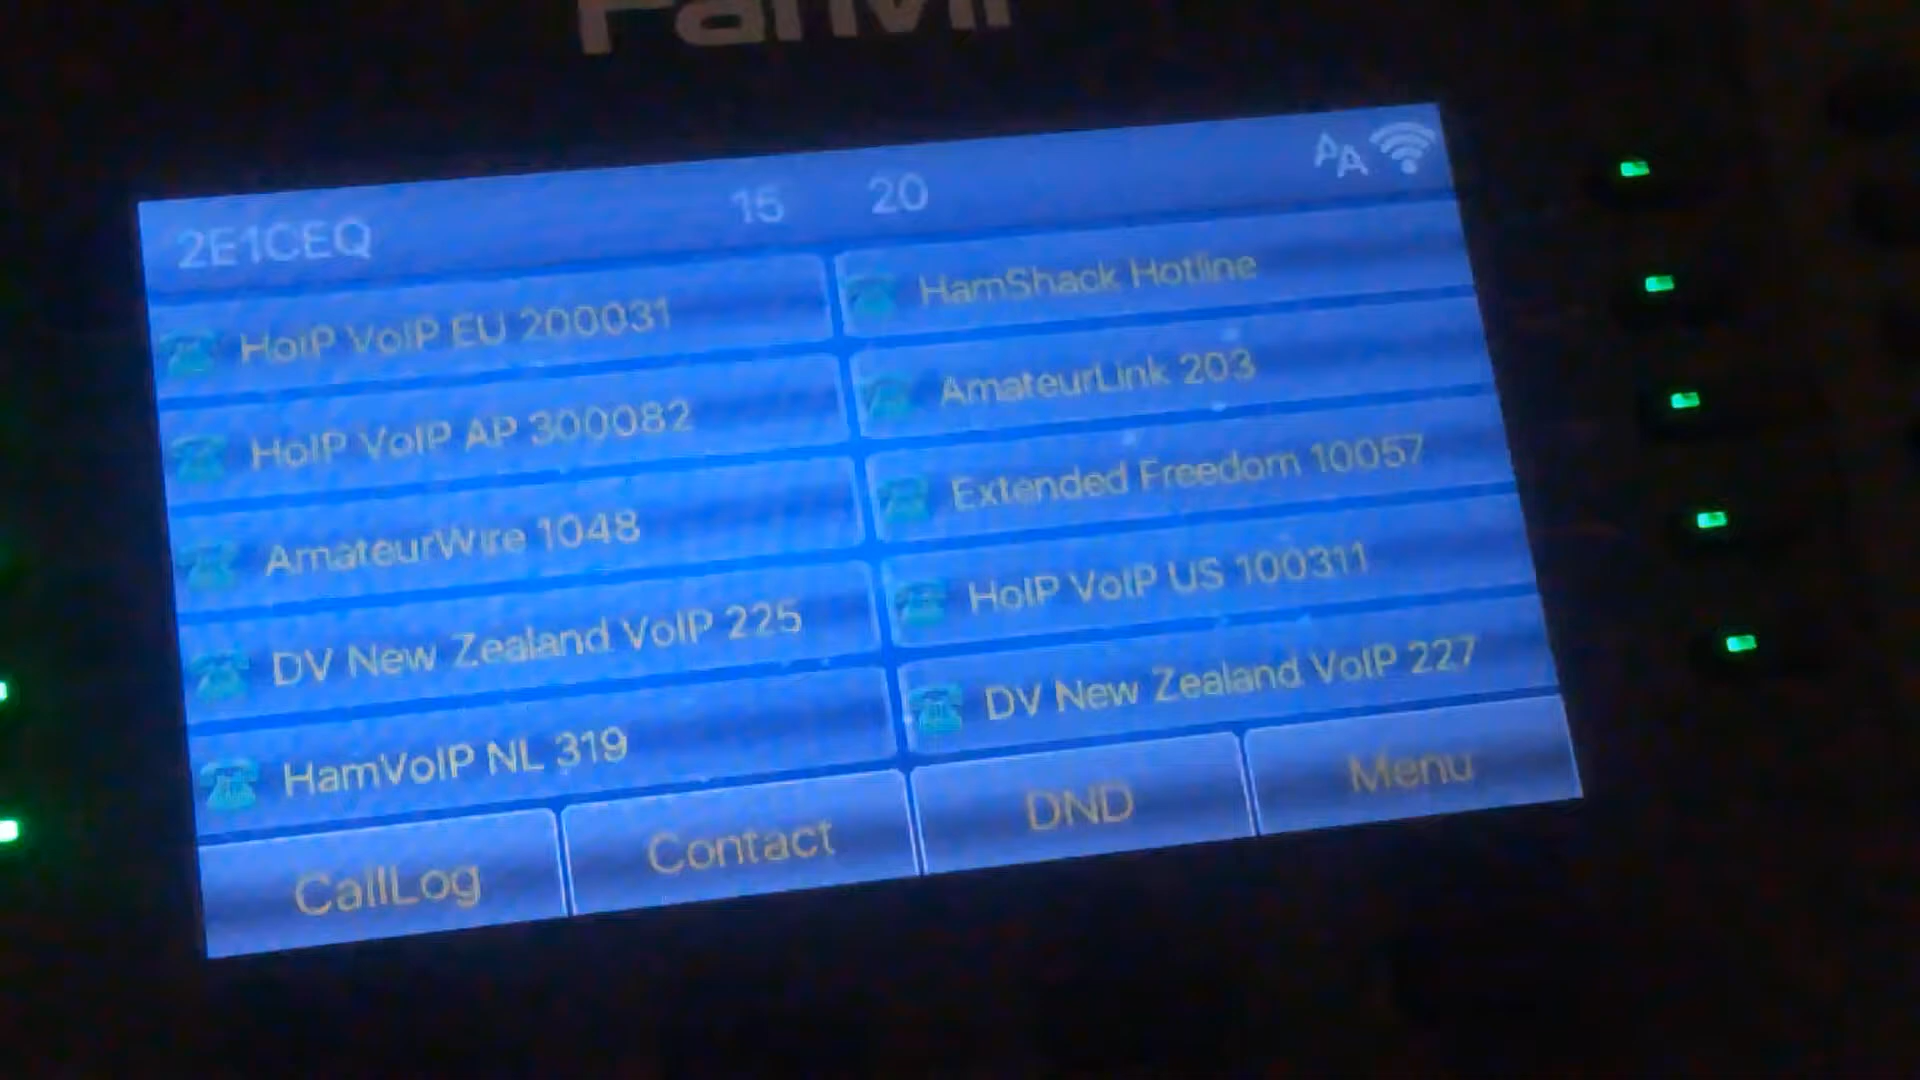 Fanvil
2E1CEQ 15 20 AA
HoIP VoIP EU 200031
HamShack Hotline
HoIP VoIP AP 300082
AmateurLink 203
AmateurWire 1048
Extended Freedom 10057
DV New Zealand VoIP 225
HoIP VoIP US 100311
HamVoIP NL 319
DV New Zealand VoIP 227
CallLog Contact DND Menu